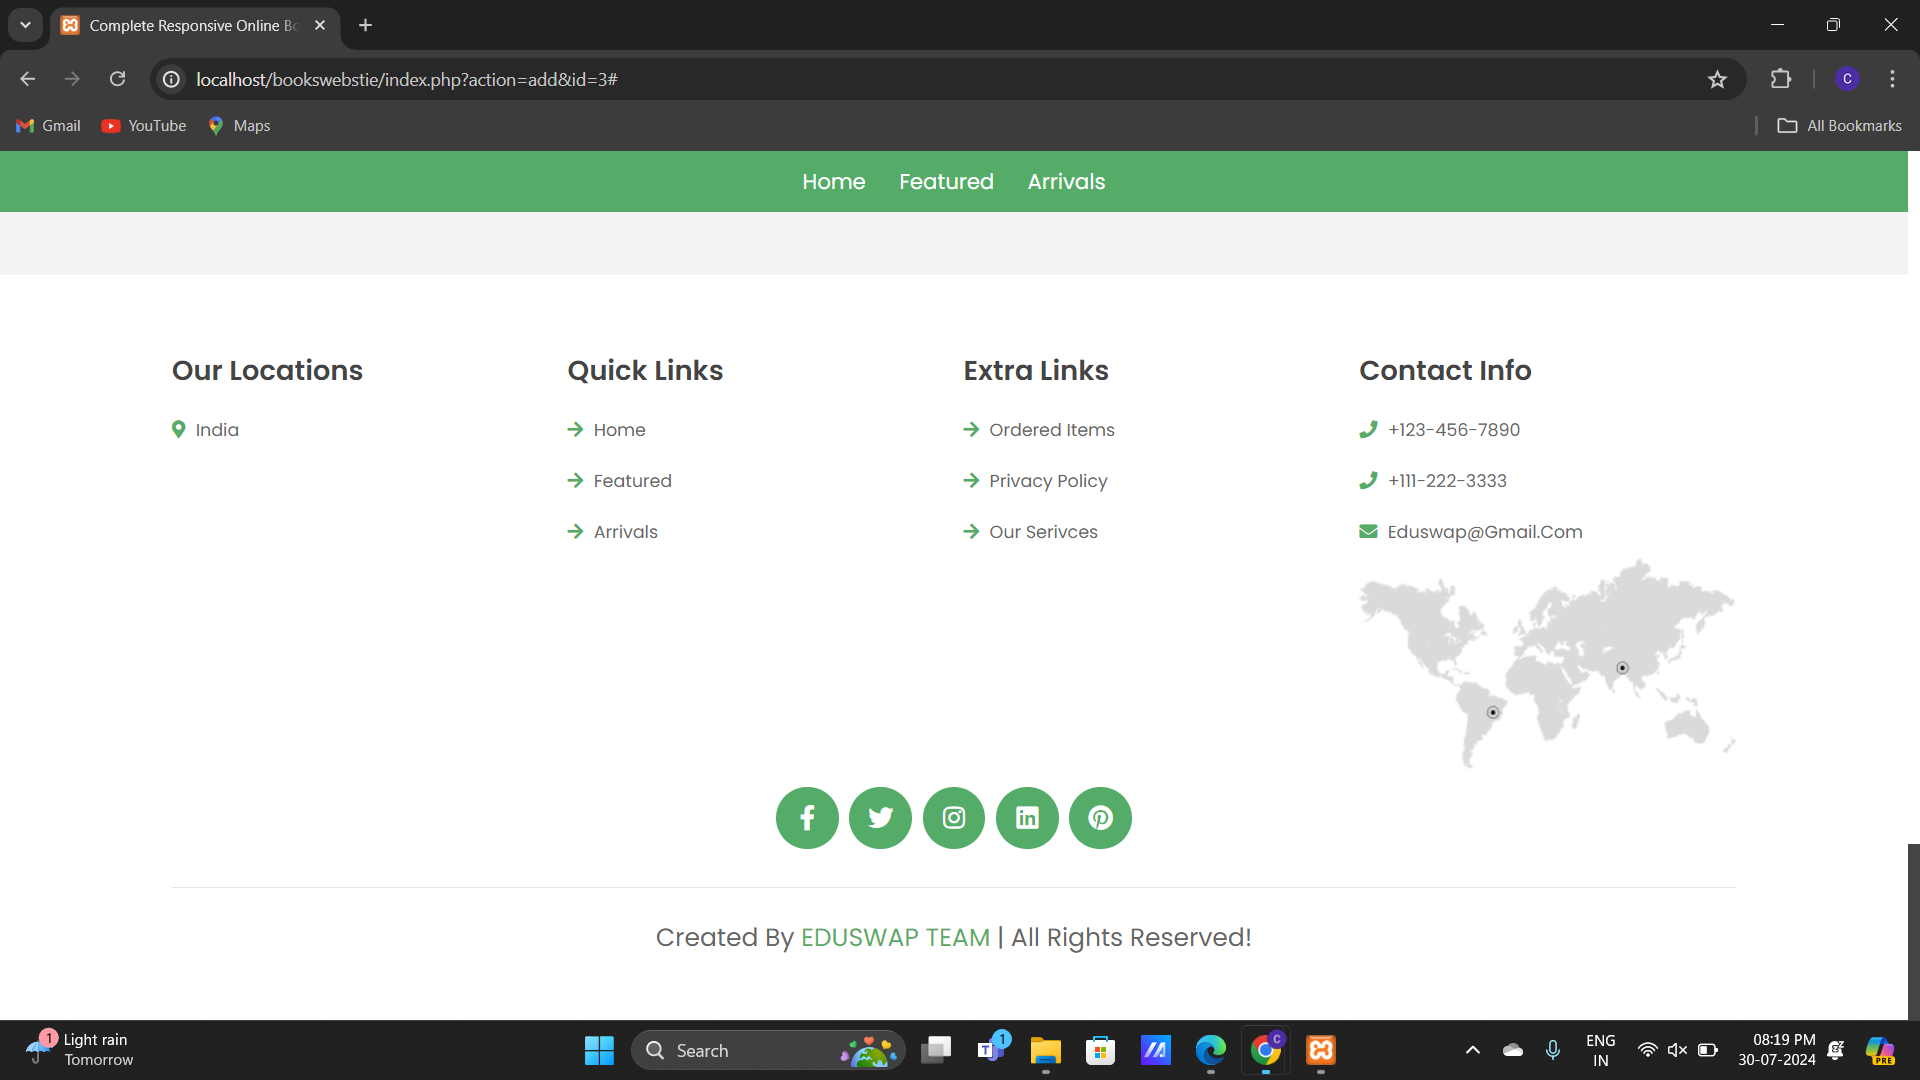 Complete Responsive Online Bo
localhost/bookswebstie/index.php?action=add&id=3#
C
Gmail
YouTube
Maps
All Bookmarks
Home Featured Arrivals
Our Locations
India
Quick Links
Home
Featured
Arrivals
Extra Links
Ordered Items
Privacy Policy
Our Serivces
Contact Info
+123-456-7890
+111-222-3333
Eduswap@Gmail.Com
Created By EDUSWAP TEAM | All Rights Reserved!
1
Light rain
Tomorrow
Search
T
1
C
ENG
IN
08:19 PM
30-07-2024
PRE